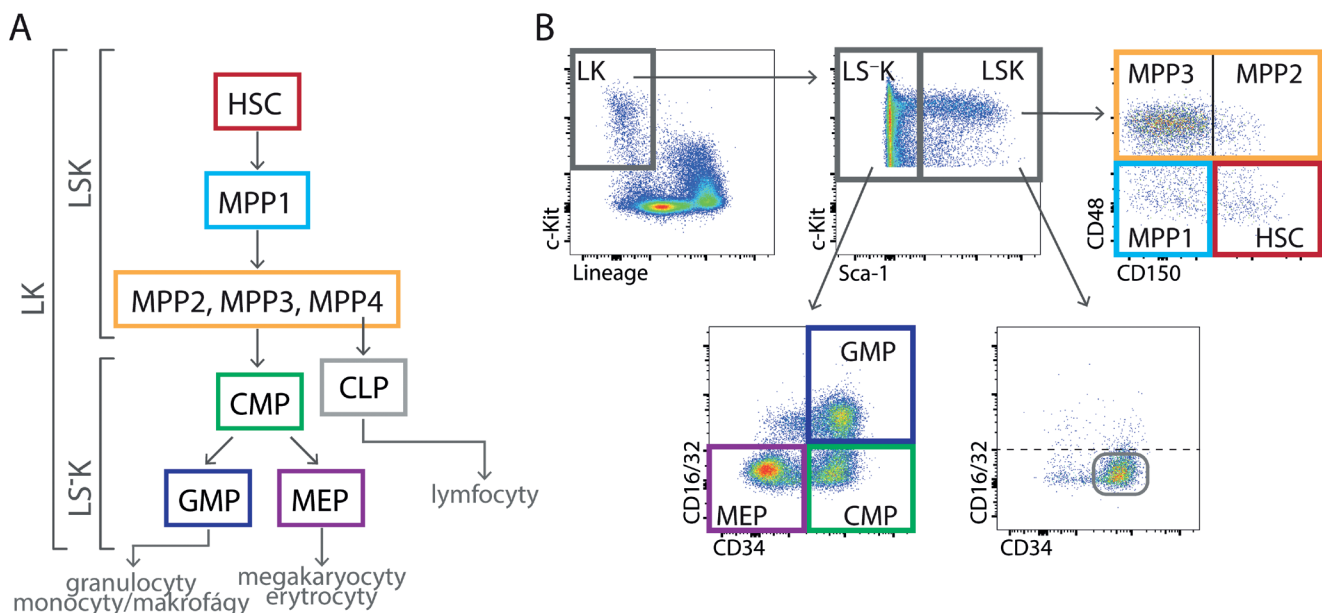 A
LK
LSK
LS⁻K
HSC
MPP1
MPP2, MPP3, MPP4
CMP
CLP
GMP
MEP
lymfocyty
granulocyty
monocyty/makrofágy
megakaryocyty
erytrocyty
B
LK
c-Kit
Lineage
LS⁻K
LSK
c-Kit
Sca-1
MPP3
MPP2
MPP1
HSC
CD48
CD150
GMP
MEP
CMP
CD16/32
CD34
CD16/32
CD34